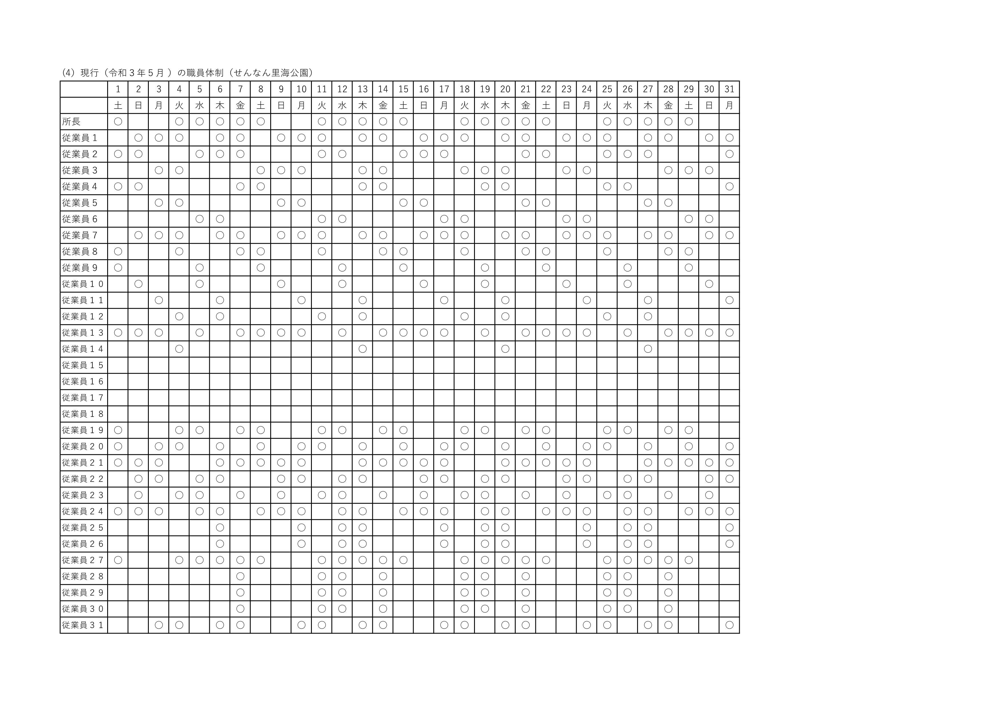 (4) 現行（令和３年５月）の職員体制（せんなん里海公園）
1 2 3 4 5 6 7 8 9 10 11 12 13 14 15 16 17 18 19 20 21 22 23 24 25 26 27 28 29 30 31
土 日 月 火 水 木 金 土 日 月 火 水 木 金 土 日 月 火 水 木 金 土 日 月 火 水 木 金 土 日 月
所長 ○ ○ ○ ○ ○ ○ ○ ○ ○ ○ ○ ○ ○ ○ ○ ○ ○ ○ ○ ○ ○
従業員１ ○ ○ ○ ○ ○ ○ ○ ○ ○ ○ ○ ○ ○ ○ ○ ○ ○ ○ ○ ○ ○ ○
従業員２ ○ ○ ○ ○ ○ ○ ○ ○ ○ ○ ○ ○ ○ ○ ○ ○
従業員３ ○ ○ ○ ○ ○ ○ ○ ○ ○ ○ ○ ○ ○ ○ ○
従業員４ ○ ○ ○ ○ ○ ○ ○ ○ ○ ○ ○
従業員５ ○ ○ ○ ○ ○ ○ ○ ○ ○ ○
従業員６ ○ ○ ○ ○ ○ ○ ○ ○ ○ ○
従業員７ ○ ○ ○ ○ ○ ○ ○ ○ ○ ○ ○ ○ ○ ○ ○ ○ ○ ○ ○ ○ ○ ○
従業員８ ○ ○ ○ ○ ○ ○ ○ ○ ○ ○ ○ ○ ○
従業員９ ○ ○ ○ ○ ○ ○ ○ ○ ○
従業員１０ ○ ○ ○ ○ ○ ○ ○ ○ ○
従業員１１ ○ ○ ○ ○ ○ ○ ○ ○ ○
従業員１２ ○ ○ ○ ○ ○ ○ ○ ○
従業員１３ ○ ○ ○ ○ ○ ○ ○ ○ ○ ○ ○ ○ ○ ○ ○ ○ ○ ○ ○ ○ ○ ○ ○
従業員１４ ○ ○ ○ ○
従業員１５
従業員１６
従業員１７
従業員１８
従業員１９ ○ ○ ○ ○ ○ ○ ○ ○ ○ ○ ○ ○ ○ ○ ○ ○ ○
従業員２０ ○ ○ ○ ○ ○ ○ ○ ○ ○ ○ ○ ○ ○ ○ ○ ○ ○ ○
従業員２１ ○ ○ ○ ○ ○ ○ ○ ○ ○ ○ ○ ○ ○ ○ ○ ○ ○ ○ ○ ○ ○ ○ ○
従業員２２ ○ ○ ○ ○ ○ ○ ○ ○ ○ ○ ○ ○ ○ ○ ○ ○ ○ ○
従業員２３ ○ ○ ○ ○ ○ ○ ○ ○ ○ ○ ○ ○ ○ ○ ○ ○ ○
従業員２４ ○ ○ ○ ○ ○ ○ ○ ○ ○ ○ ○ ○ ○ ○ ○ ○ ○ ○ ○ ○ ○ ○ ○
従業員２５ ○ ○ ○ ○ ○ ○ ○ ○ ○ ○ ○
従業員２６ ○ ○ ○ ○ ○ ○ ○ ○ ○ ○ ○
従業員２７ ○ ○ ○ ○ ○ ○ ○ ○ ○ ○ ○ ○ ○ ○ ○ ○ ○ ○ ○ ○ ○
従業員２８ ○ ○ ○ ○ ○ ○ ○ ○ ○ ○
従業員２９ ○ ○ ○ ○ ○ ○ ○ ○ ○ ○
従業員３０ ○ ○ ○ ○ ○ ○ ○ ○ ○ ○
従業員３１ ○ ○ ○ ○ ○ ○ ○ ○ ○ ○ ○ ○ ○ ○ ○ ○ ○